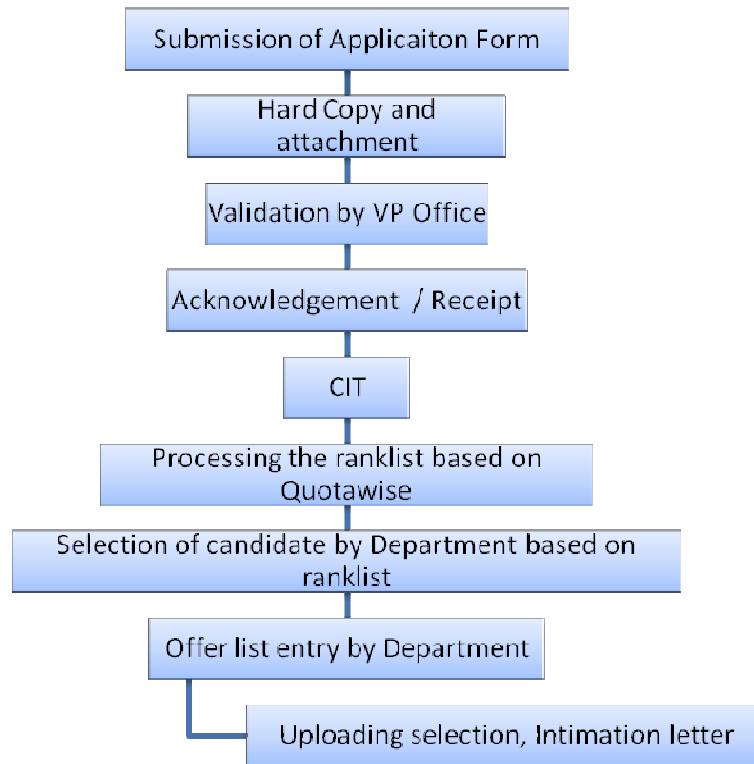 Submission of Applicaiton Form
Hard Copy and
attachment
Validation by VP Office
Acknowledgement / Receipt
CIT
Processing the ranklist based on
Quotawise
Selection of candidate by Department based on
ranklist
Offer list entry by Department
Uploading selection, Intimation letter